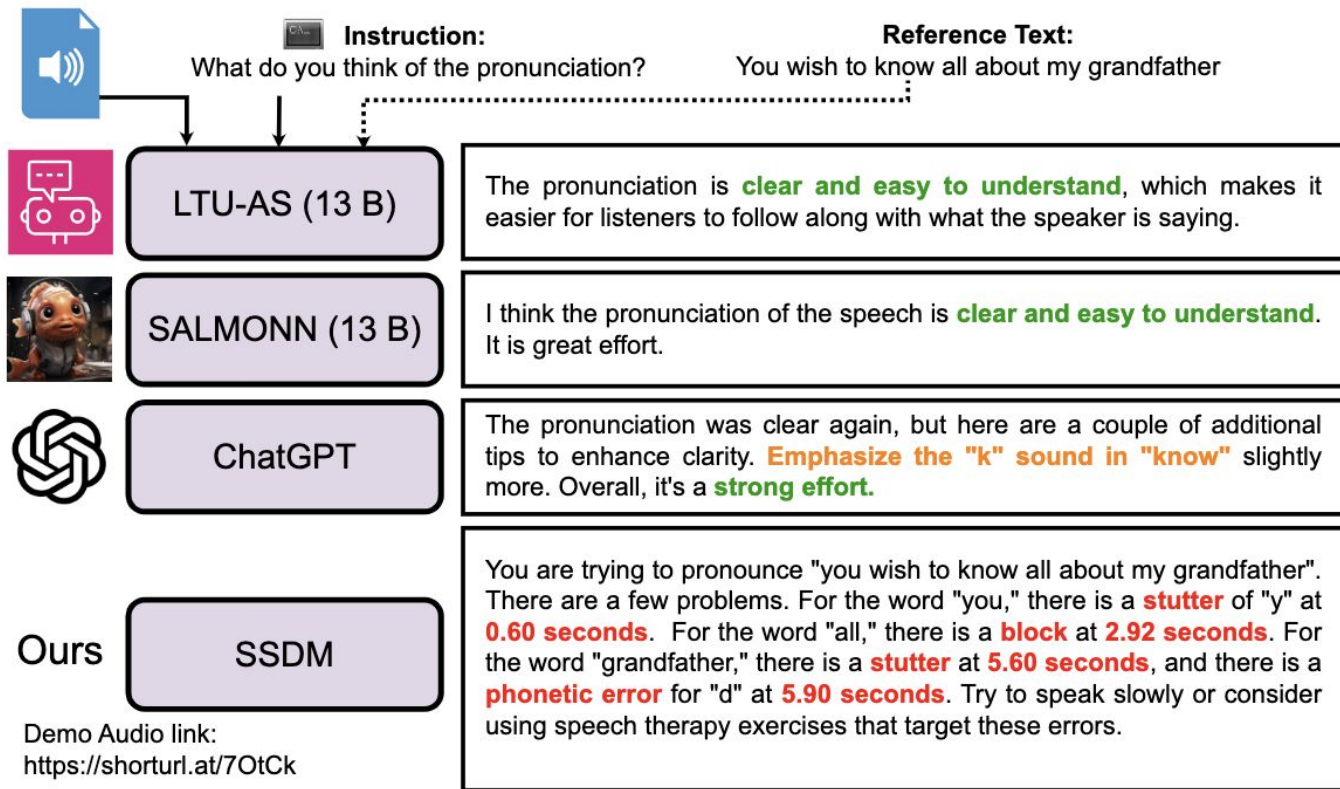 Instruction:
What do you think of the pronunciation?
Reference Text:
You wish to know all about my grandfather
LTU-AS (13 B)
The pronunciation is clear and easy to understand, which makes it
easier for listeners to follow along with what the speaker is saying.
SALMONN (13 B)
I think the pronunciation of the speech is clear and easy to understand.
It is great effort.
ChatGPT
The pronunciation was clear again, but here are a couple of additional
tips to enhance clarity. Emphasize the "k" sound in "know" slightly
more. Overall, it's a strong effort.
Ours
SSDM
You are trying to pronounce "you wish to know all about my grandfather".
There are a few problems. For the word "you," there is a stutter of "y" at
0.60 seconds. For the word "all," there is a block at 2.92 seconds. For
the word "grandfather," there is a stutter at 5.60 seconds, and there is a
phonetic error for "d" at 5.90 seconds. Try to speak slowly or consider
using speech therapy exercises that target these errors.
Demo Audio link:
https://shorturl.at/7OtCk